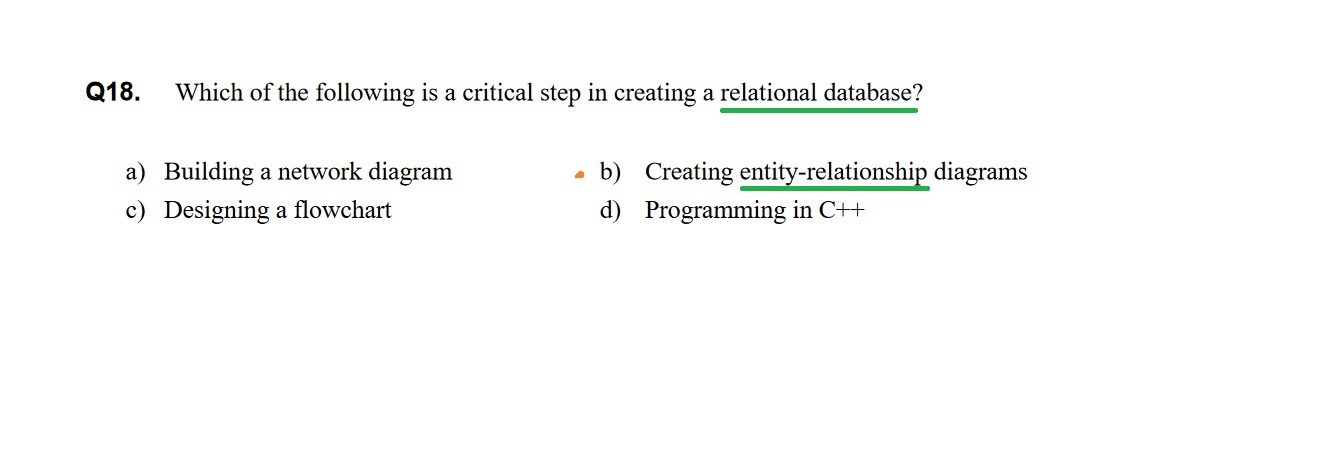 Q18. Which of the following is a critical step in creating a relational database?
a) Building a network diagram b) Creating entity-relationship diagrams
c) Designing a flowchart d) Programming in C++